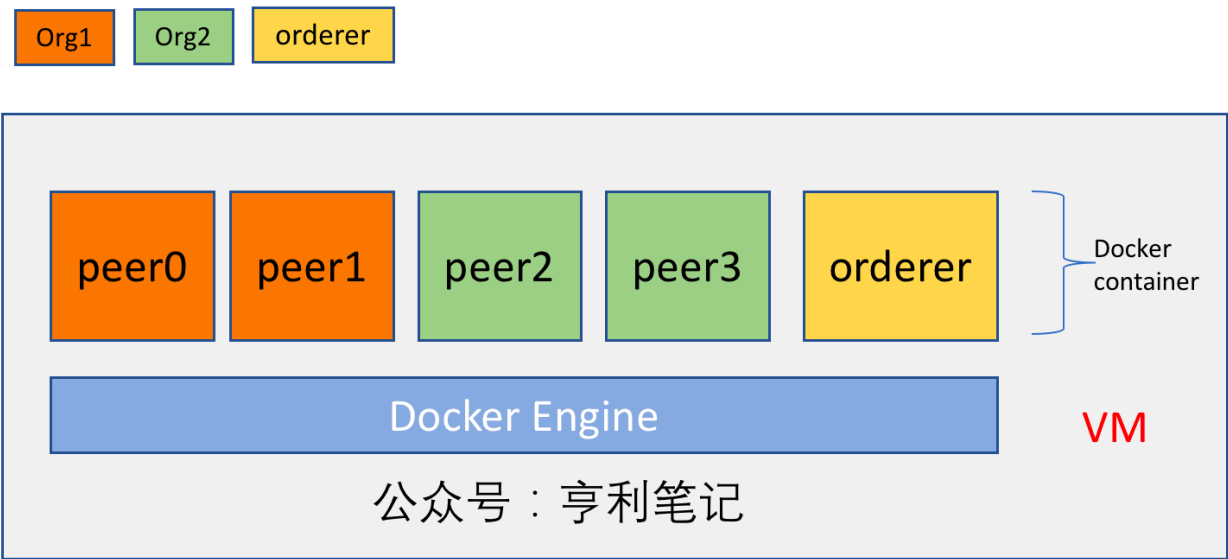 Org1
Org2
orderer
peer0
peer1
peer2
peer3
orderer
Docker
container
Docker Engine
VM
公众号：亨利笔记